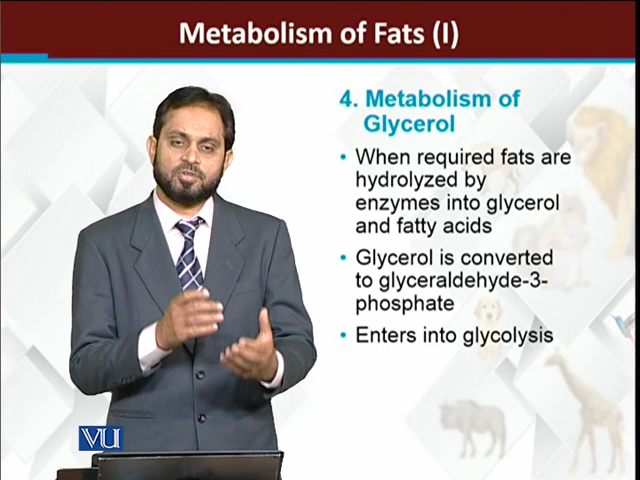 Metabolism of Fats (I)
4. Metabolism of
Glycerol
• When required fats are
hydrolyzed by
enzymes into glycerol
and fatty acids
• Glycerol is converted
to glyceraldehyde-3-
phosphate
• Enters into glycolysis
VU